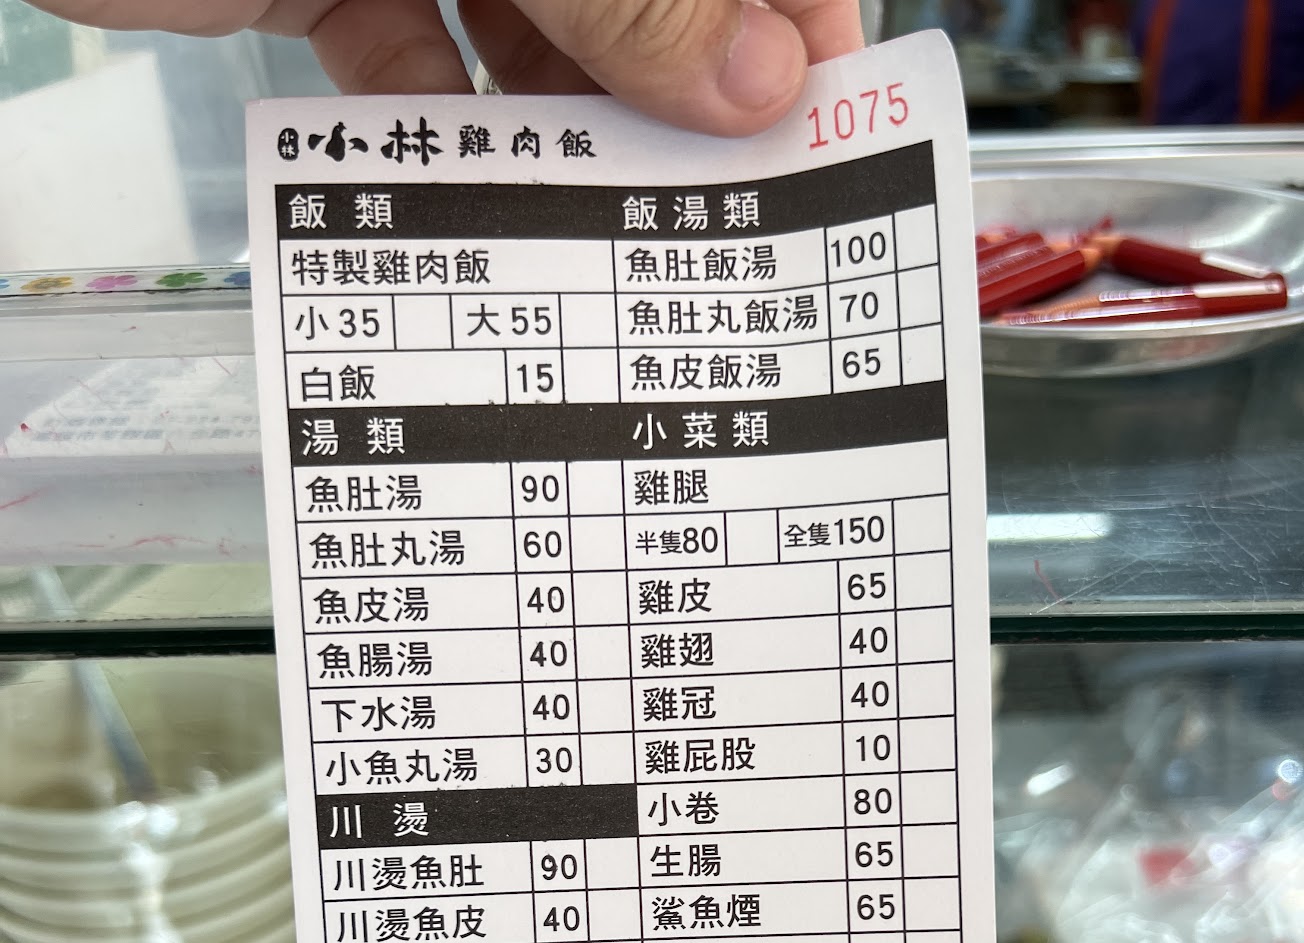 小林 小林雞肉飯 1075
飯類 飯湯類
特製雞肉飯 魚肚飯湯 100
小35 大55 魚肚丸飯湯 70
白飯 15 魚皮飯湯 65
湯類 小菜類
魚肚湯 90 雞腿
魚肚丸湯 60 半隻80 全隻150
魚皮湯 40 雞皮 65
魚腸湯 40 雞翅 40
下水湯 40 雞冠 40
小魚丸湯 30 雞屁股 10
川燙 小卷 80
川燙魚肚 90 生腸 65
川燙魚皮 40 鯊魚煙 65